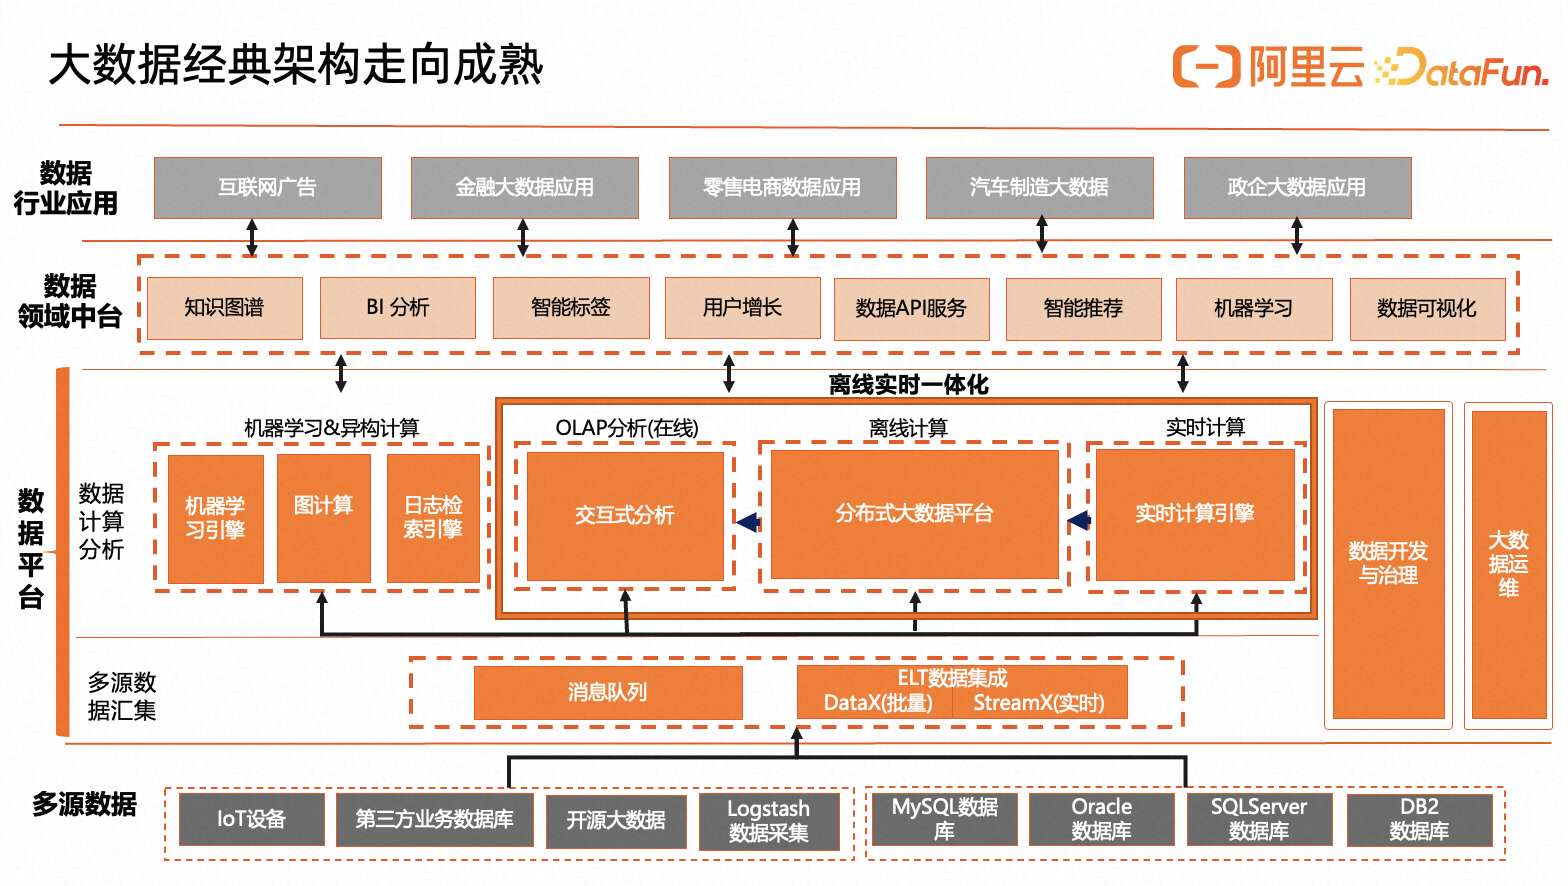 大数据经典架构走向成熟
阿里云
DataFun.
数据
行业应用
互联网广告
金融大数据应用
零售电商数据应用
汽车制造大数据
政企大数据应用
数据
领域中台
知识图谱
BI 分析
智能标签
用户增长
数据API服务
智能推荐
机器学习
数据可视化
离线实时一体化
数
据
平
台
数据
计算
分析
机器学习&异构计算
机器学
习引擎
图计算
日志检
索引擎
OLAP分析(在线)
交互式分析
离线计算
分布式大数据平台
实时计算
实时计算引擎
数据开发
与治理
大数
据运
维
多源数
据汇集
消息队列
ELT数据集成
DataX(批量)
StreamX(实时)
多源数据
IoT设备
第三方业务数据库
开源大数据
Logstash
数据采集
MySQL数据
库
Oracle
数据库
SQLServer
数据库
DB2
数据库